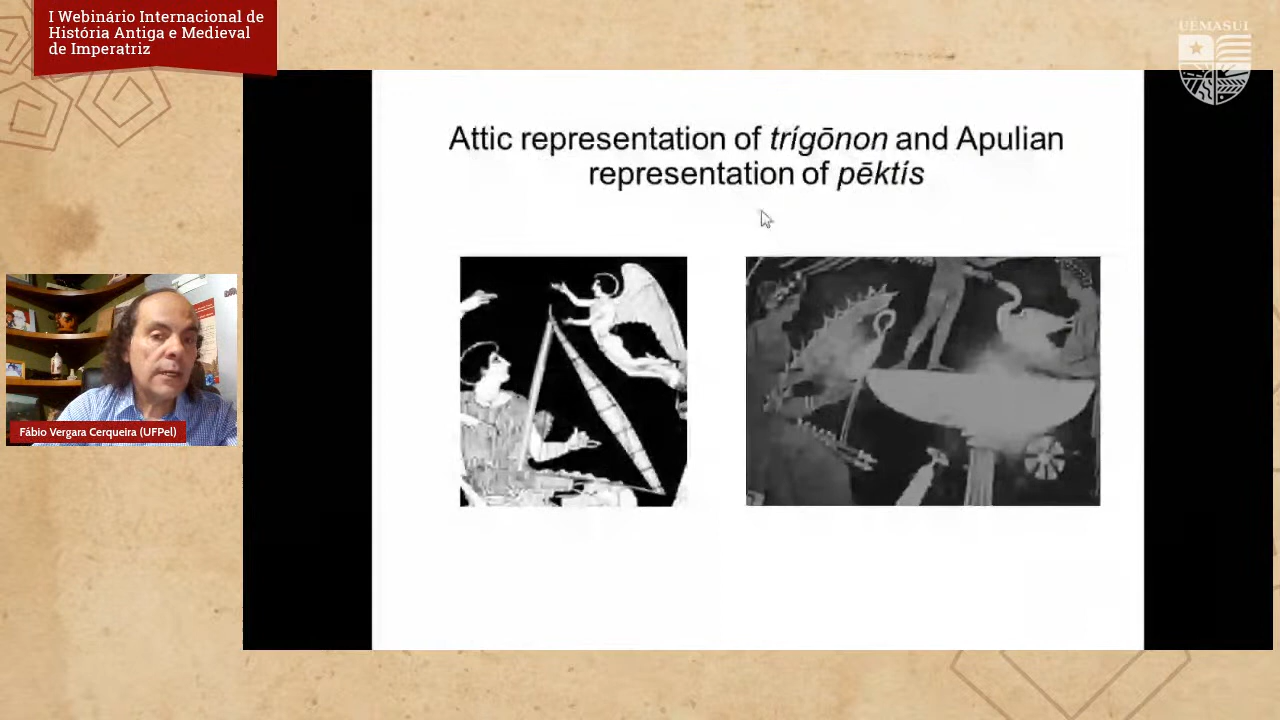 I Webinário Internacional de
História Antiga e Medieval
de Imperatriz
UEMASUL
Attic representation of trígōnon and Apulian
representation of pēktís
Fábio Vergara Cerqueira (UFPel)